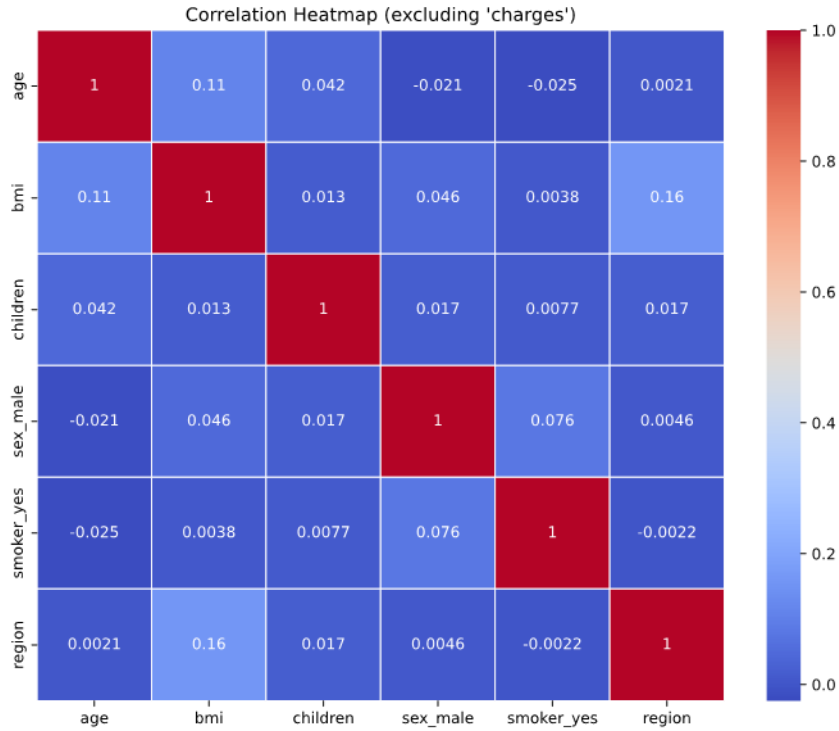 Correlation Heatmap (excluding 'charges')
age 1 0.11 0.042 -0.021 -0.025 0.0021
bmi 0.11 1 0.013 0.046 0.0038 0.16
children 0.042 0.013 1 0.017 0.0077 0.017
sex_male -0.021 0.046 0.017 1 0.076 0.0046
smoker_yes -0.025 0.0038 0.0077 0.076 1 -0.0022
region 0.0021 0.16 0.017 0.0046 -0.0022 1
age bmi children sex_male smoker_yes region
1.0
0.8
0.6
0.4
0.2
0.0